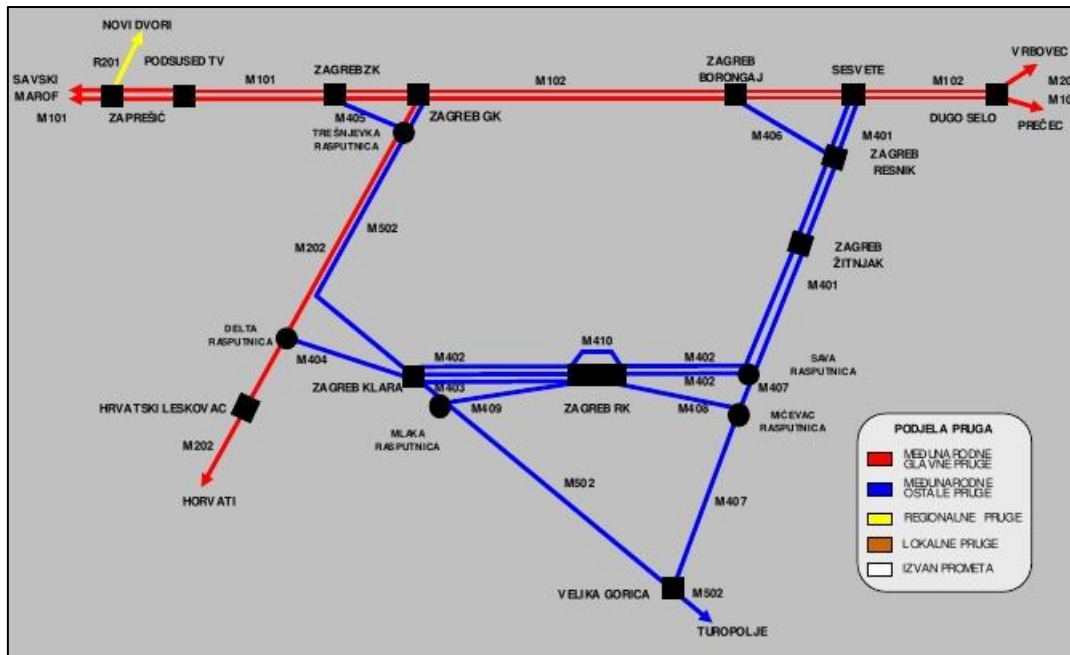 NOVI DVORI
R201
PODSUSED TV
SAVSKI
MAROF
M101
ZAPREŠIĆ
M101
ZAGREB ZK
M405
TREŠNJEVKA
RASPUTNICA
ZAGREB GK
M102
ZAGREB
BORONGAJ
SESVETE
M102
VRBOVEC
M20
M10
DUGO SELO
PREČEC
M406
M401
ZAGREB
RESNIK
ZAGREB
ŽITNJAK
M401
M502
M202
DELTA
RASPUTNICA
M404
M402
M410
M402
M402
SAVA
RASPUTNICA
M407
ZAGREB KLARA
M403
M409
ZAGREB RK
M408
MIĆEVAC
RASPUTNICA
HRVATSKI LESKOVAC
MLAKA
RASPUTNICA
M202
HORVATI
M502
M407
VELIKA GORICA
M502
TUROPOLJE
PODJELA PRUGA
MEĐUNARODNE
GLAVNE PRUGE
MEĐUNARODNE
OSTALE PRUGE
REGIONALNE PRUGE
LOKALNE PRUGE
IZVAN PROMETA